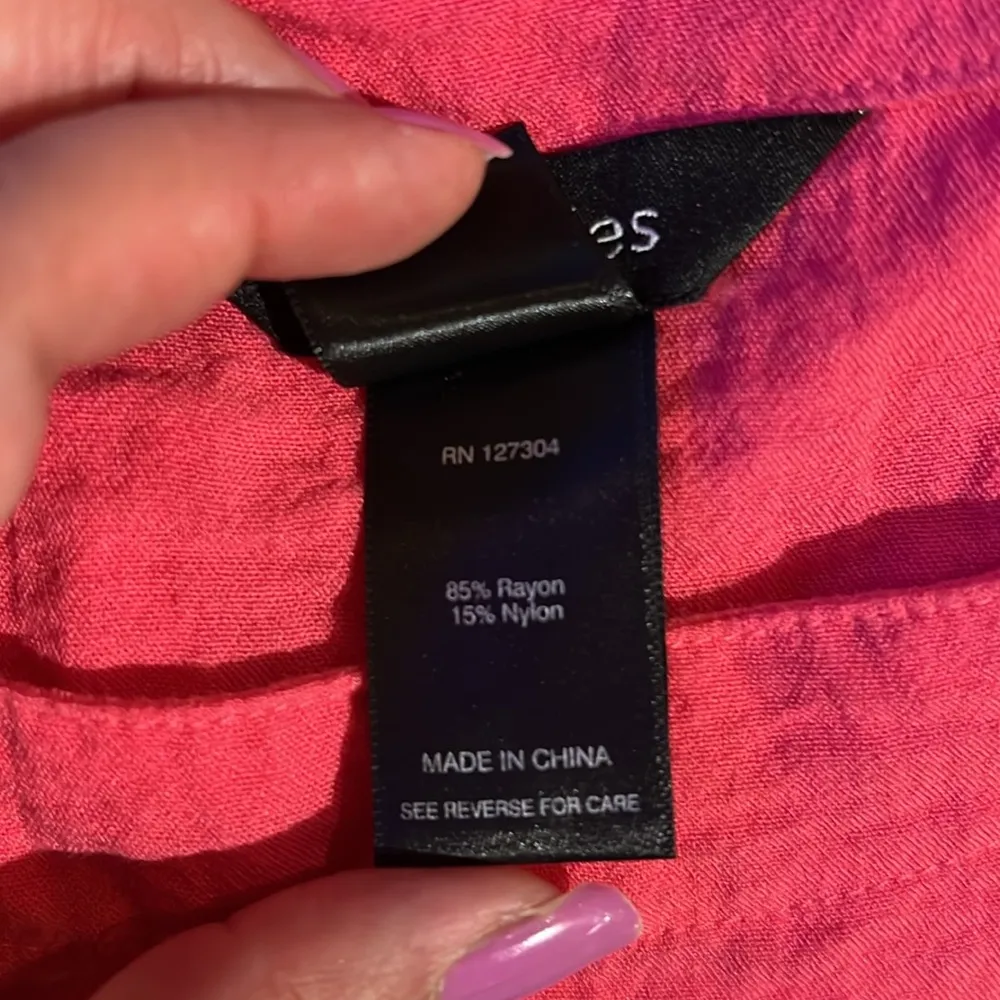 RN 127304
85% Rayon
15% Nylon
MADE IN CHINA
SEE REVERSE FOR CARE